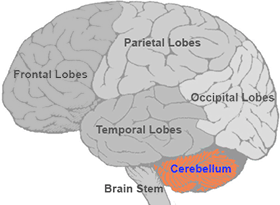 Parietal Lobes
Frontal Lobes
Occipital Lobes
Temporal Lobes
Cerebellum
Brain Stem